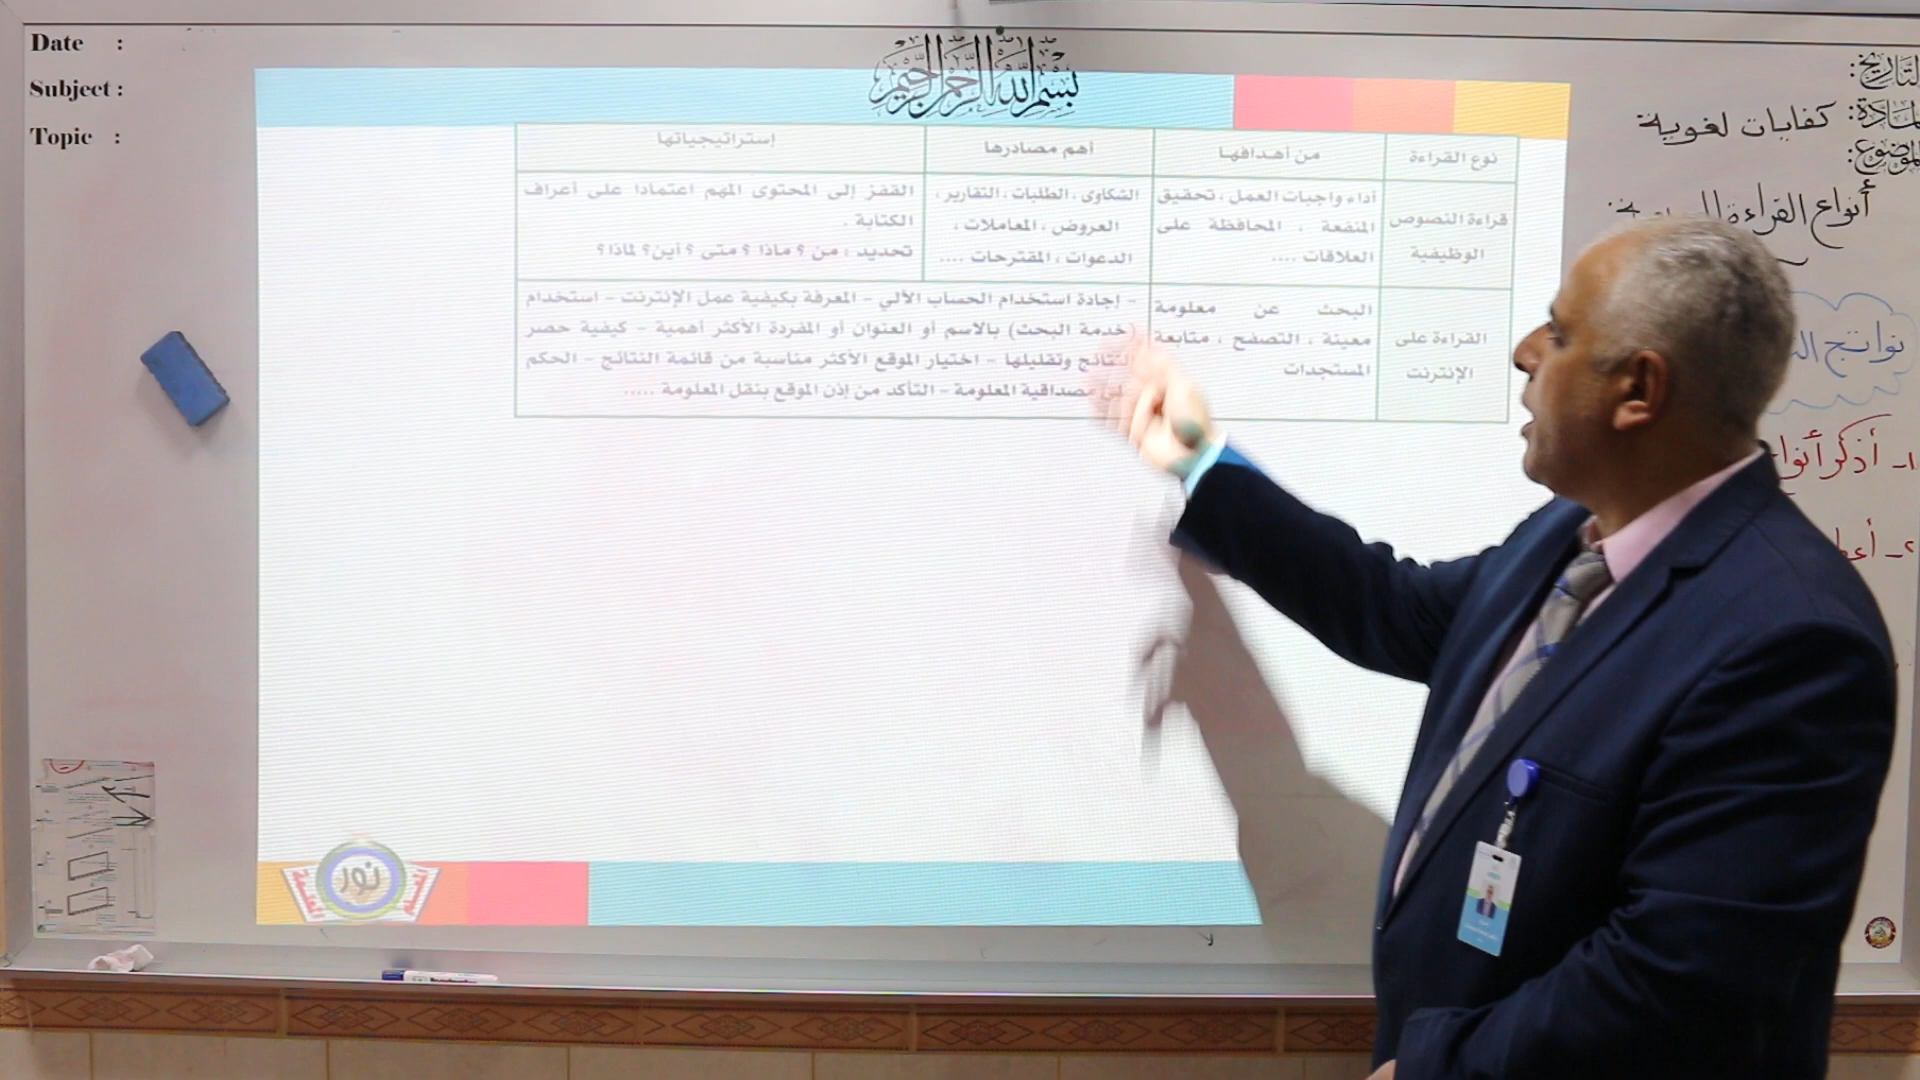 بسم الله الرحمن الرحيم
Date :
Subject :
Topic :
التاريخ:
المادة: كفايات لغوية
الموضوع:
أنواع القراءة
نواتج
١- أذكر أنواع
٢-
نوع القراءة
من أهدافها
أهم مصادرها
إستراتيجياتها
قراءة النصوص
الوظيفية
أداء واجبات العمل ، تحقيق
المنفعة ، المحافظة على
العلاقات ....
الشكاوى ، الطلبات ، التقارير ،
العروض ، المعاملات ،
الدعوات ، المقترحات ....
القفز إلى المحتوى المهم اعتمادا على أعراف
الكتابة .
تحديد : من ؟ ماذا ؟ متى ؟ أين؟ لماذا؟
القراءة على
الإنترنت
البحث عن معلومة
معينة ، التصفح ، متابعة
المستجدات
- إجادة استخدام الحساب الآلي – المعرفة بكيفية عمل الإنترنت – استخدام
(خدمة البحث) بالاسم أو العنوان أو المفردة الأكثر أهمية – كيفية حصر
النتائج وتقليلها – اختيار الموقع الأكثر مناسبة من قائمة النتائج – الحكم
على مصداقية المعلومة – التأكد من إذن الموقع بنقل المعلومة .....
نور